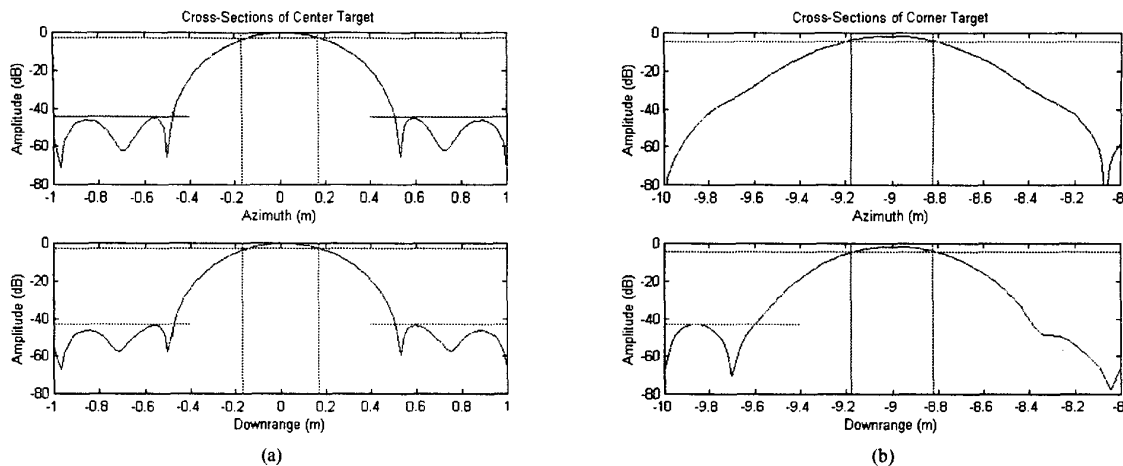 Cross-Sections of Center Target
Amplitude (dB)
0
-20
-40
-60
-80
-1 -0.8 -0.6 -0.4 -0.2 0 0.2 0.4 0.6 0.8 1
Azimuth (m)
Amplitude (dB)
0
-20
-40
-60
-80
-1 -0.8 -0.6 -0.4 -0.2 0 0.2 0.4 0.6 0.8 1
Downrange (m)
(a)
Cross-Sections of Corner Target
Amplitude (dB)
0
-20
-40
-60
-80
-10 -9.8 -9.6 -9.4 -9.2 -9 -8.8 -8.6 -8.4 -8.2 -8
Azimuth (m)
Amplitude (dB)
0
-20
-40
-60
-80
-10 -9.8 -9.6 -9.4 -9.2 -9 -8.8 -8.6 -8.4 -8.2 -8
Downrange (m)
(b)